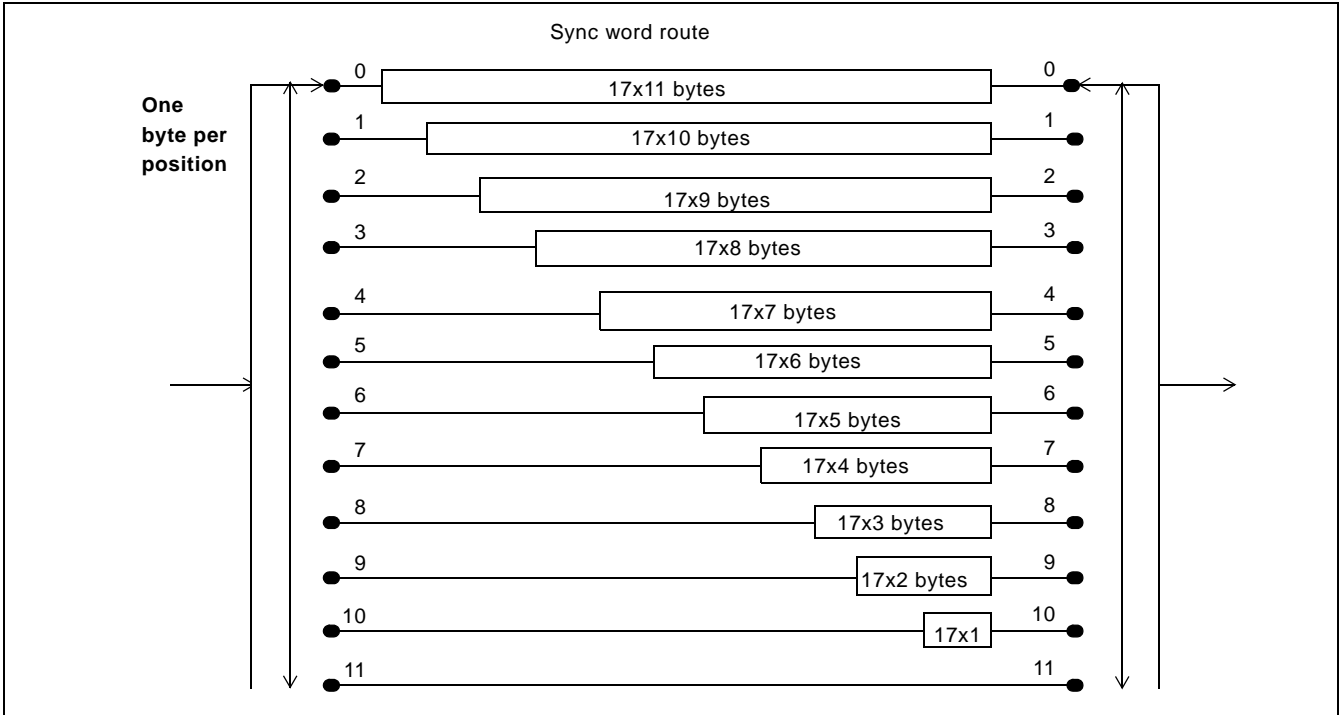 Sync word route
0 17x11 bytes 0
One
byte per
position
1 17x10 bytes 1
2 17x9 bytes 2
3 17x8 bytes 3
4 17x7 bytes 4
5 17x6 bytes 5
6 17x5 bytes 6
7 17x4 bytes 7
8 17x3 bytes 8
9 17x2 bytes 9
10 17x1 10
11 11